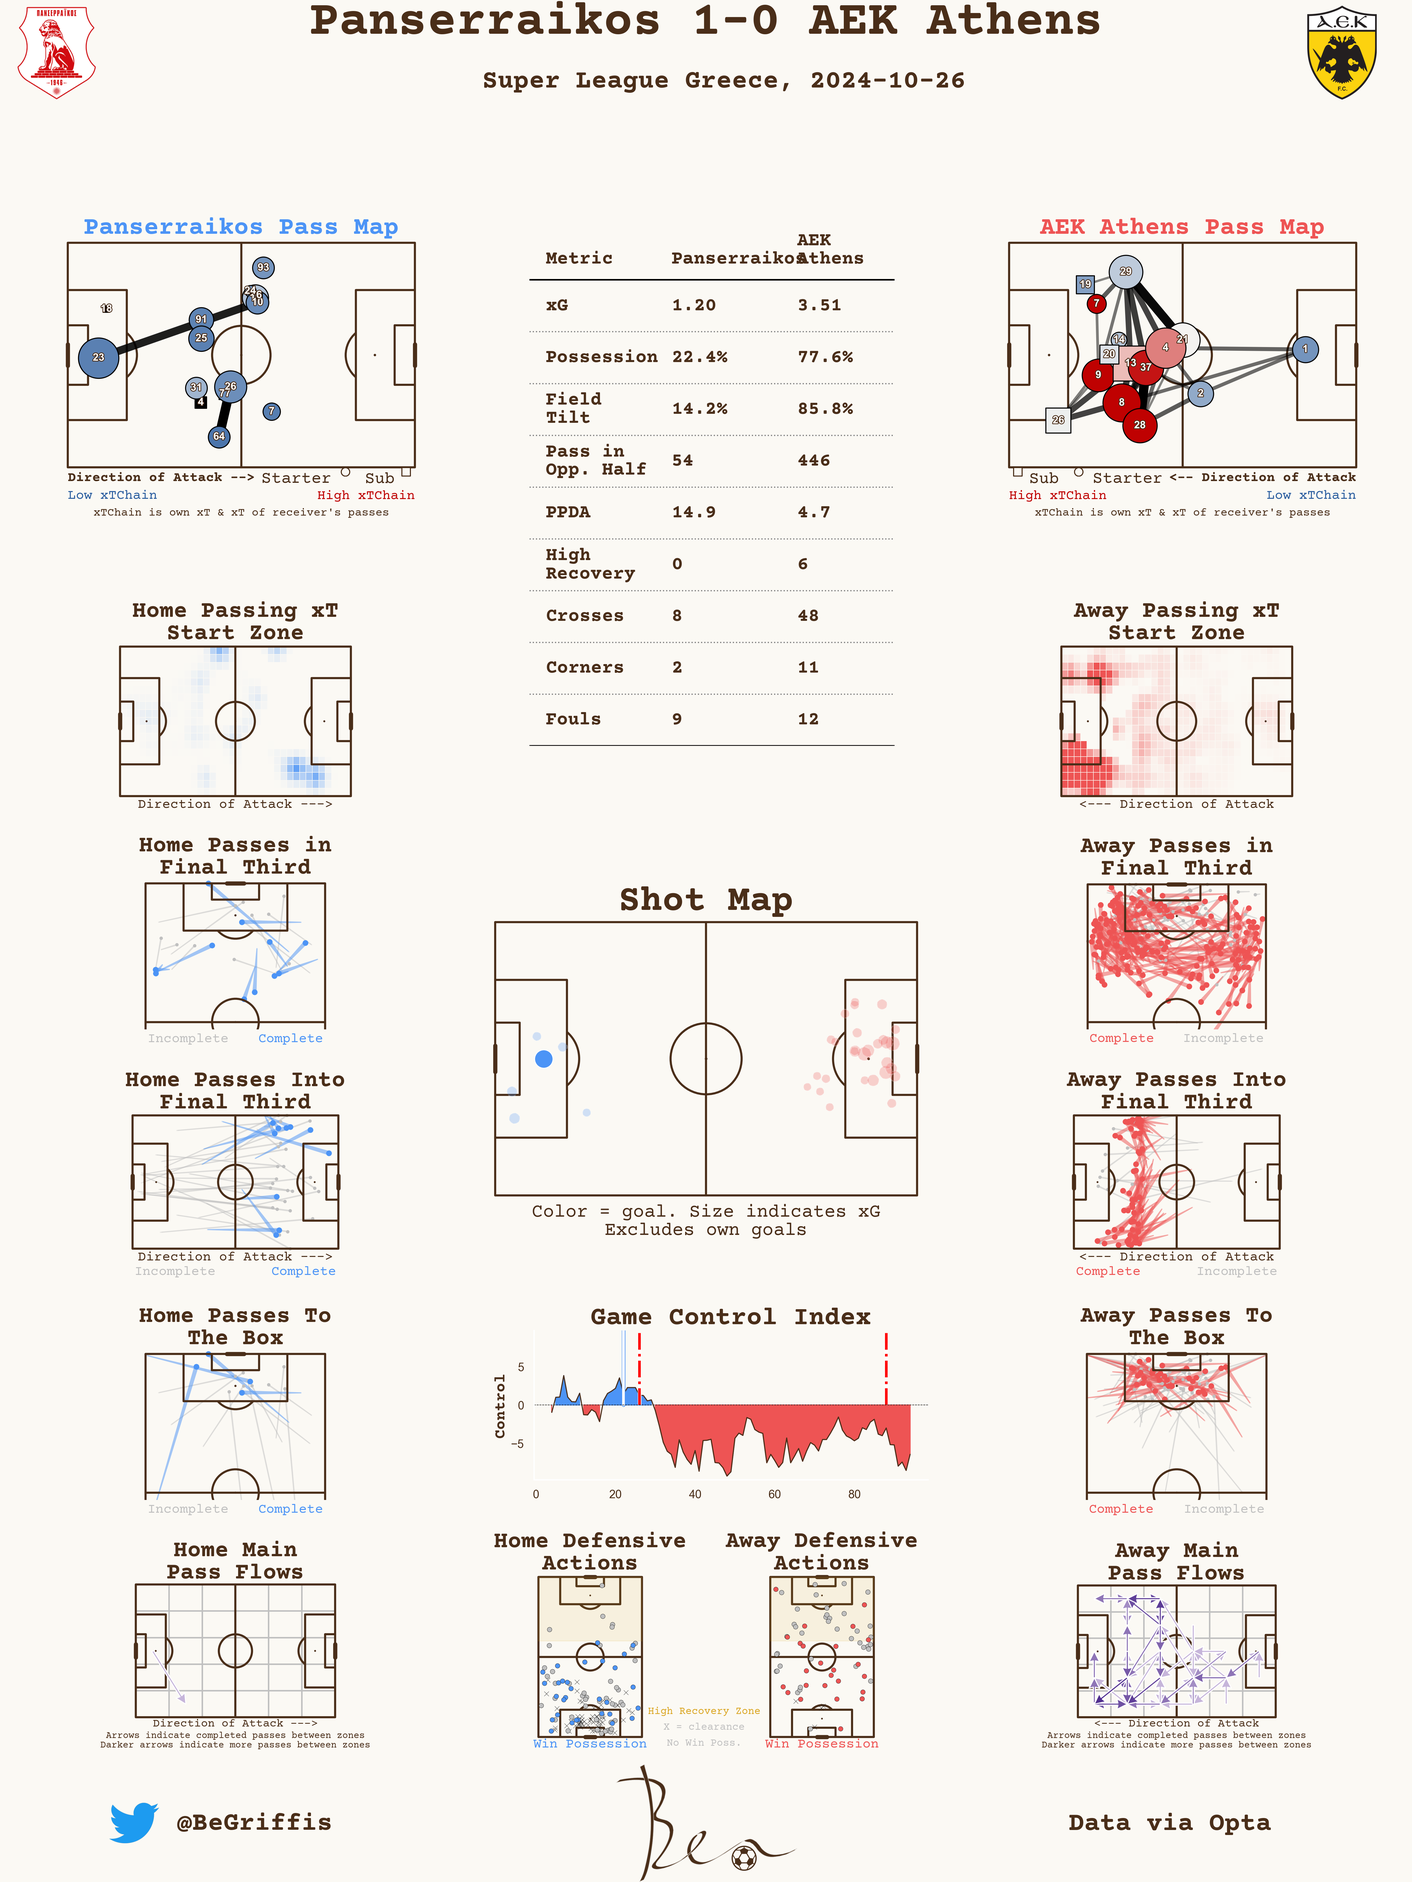 ΠΑΝΣΕΡΡΑΪΚΟΣ
1946
Panserraikos 1-0 AEK Athens
A.E.K
F.C.
Super League Greece, 2024-10-26
Panserraikos Pass Map
93
24
10
18
91
25
23
31
26
77
4
7
64
Direction of Attack --> Starter Sub
Low xTChain High xTChain
xTChain is own xT & xT of receiver's passes
Metric Panserraikos AEK Athens
xG 1.20 3.51
Possession 22.4% 77.6%
Field Tilt 14.2% 85.8%
Pass in Opp. Half 54 446
PPDA 14.9 4.7
High Recovery 0 6
Crosses 8 48
Corners 2 11
Fouls 9 12
AEK Athens Pass Map
29
19
7
14
21
4
20
13
37
1
9
8
2
26
28
Sub Starter <-- Direction of Attack
High xTChain Low xTChain
xTChain is own xT & xT of receiver's passes
Home Passing xT
Start Zone
Direction of Attack --->
Away Passing xT
Start Zone
<--- Direction of Attack
Home Passes in
Final Third
Incomplete Complete
Shot Map
Color = goal. Size indicates xG
Excludes own goals
Away Passes in
Final Third
Complete Incomplete
Home Passes Into
Final Third
Direction of Attack --->
Incomplete Complete
Away Passes Into
Final Third
<--- Direction of Attack
Complete Incomplete
Home Passes To
The Box
Incomplete Complete
Game Control Index
Control
5
0
−5
0 20 40 60 80
Away Passes To
The Box
Complete Incomplete
Home Main
Pass Flows
Direction of Attack --->
Arrows indicate completed passes between zones
Darker arrows indicate more passes between zones
Home Defensive
Actions
Win Possession
High Recovery Zone
X = clearance
No Win Poss.
Away Defensive
Actions
Win Possession
Away Main
Pass Flows
<--- Direction of Attack
Arrows indicate completed passes between zones
Darker arrows indicate more passes between zones
@BeGriffis
Data via Opta